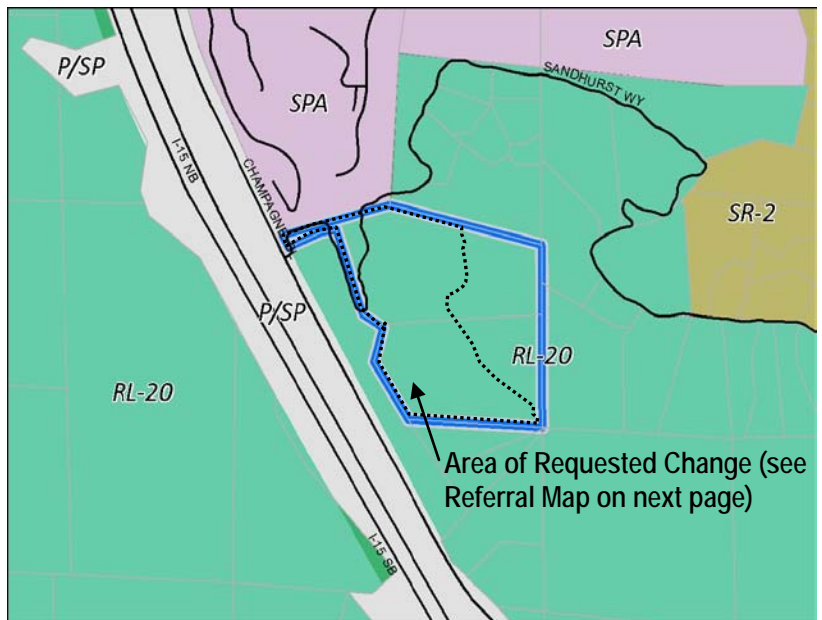 SPA
P/SP
SANDHURST WY
SPA
I-15 NB
CHAMPAGNE
SR-2
P/SP
RL-20
RL-20
Area of Requested Change (see
Referral Map on next page)
I-15 SB